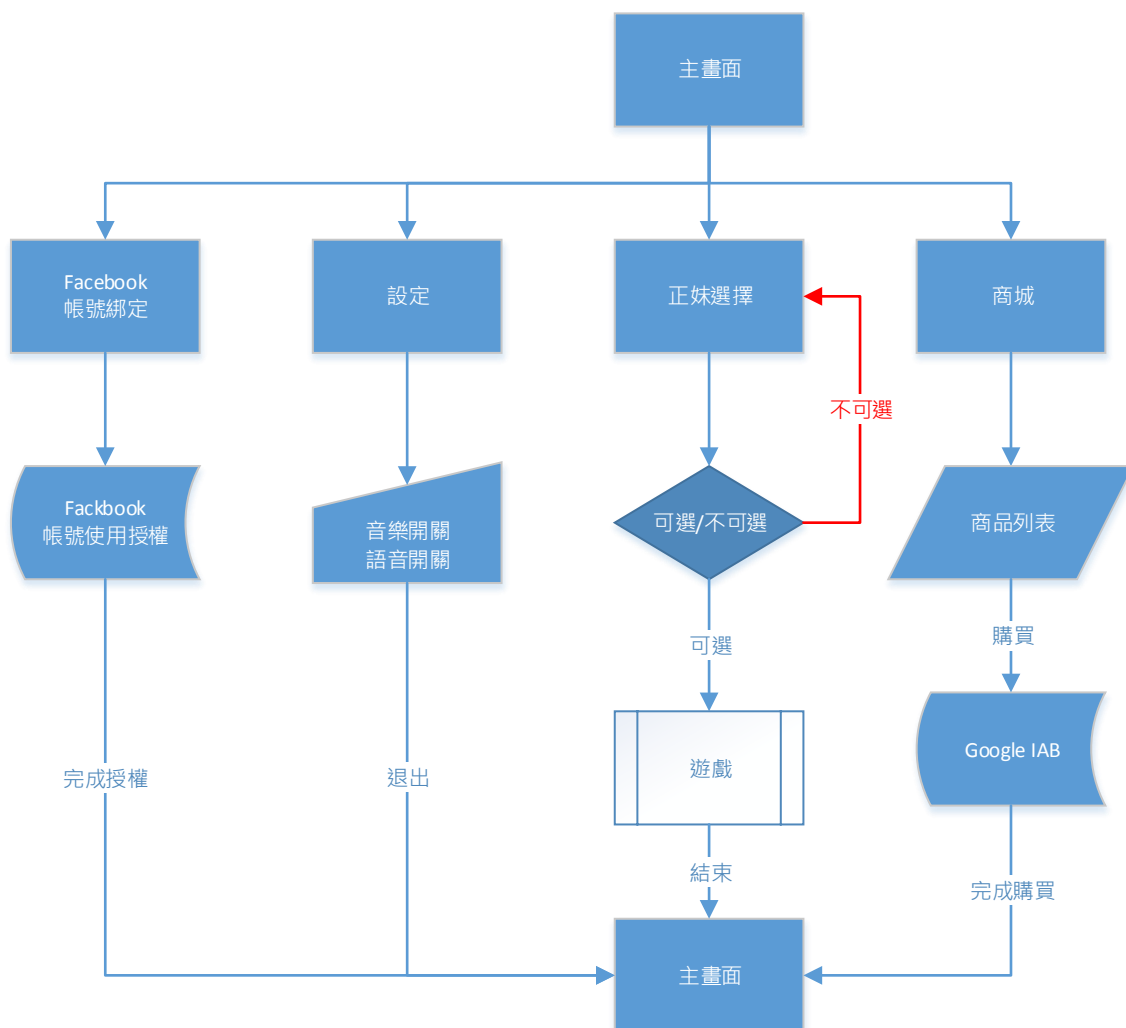 主畫面
Facebook
帳號綁定
設定
正妹選擇
商城
不可選
Fackbook
帳號使用授權
音樂開關
語音開關
可選/不可選
商品列表
可選
購買
完成授權
退出
遊戲
Google IAB
結束
完成購買
主畫面